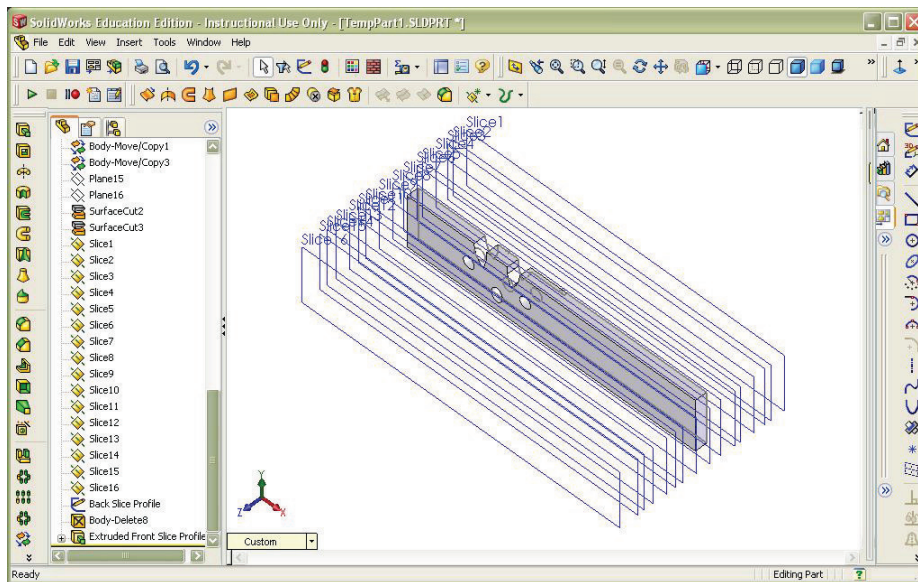 SolidWorks Education Edition - Instructional Use Only - [TempPart1.SLDPRT *]
File Edit View Insert Tools Window Help
Body-Move/Copy1
Body-Move/Copy3
Plane15
Plane16
SurfaceCut2
SurfaceCut3
Slice1
Slice2
Slice3
Slice4
Slice5
Slice6
Slice7
Slice8
Slice9
Slice10
Slice11
Slice12
Slice13
Slice14
Slice15
Slice16
Back Slice Profile
Body-Delete8
Extruded Front Slice Profile
Slice1
Slice2
Y
Z
X
Custom
Ready
Editing Part